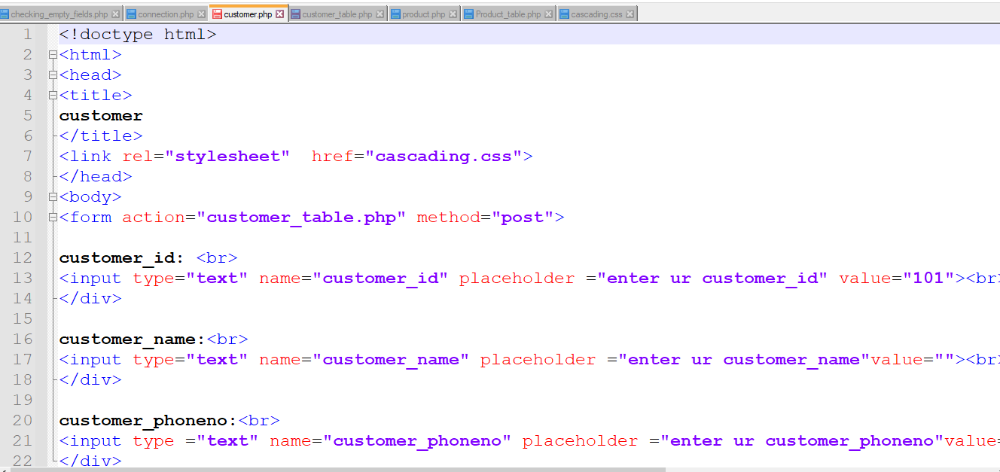 checking_empty_fields.php connection.php customer.php customer_table.php product.php Product_table.php cascading.css
1 <!doctype html>
2 <html>
3 <head>
4 <title>
5 customer
6 </title>
7 <link rel="stylesheet"  href="cascading.css">
8 </head>
9 <body>
10 <form action="customer_table.php" method="post">
11
12 customer_id: <br>
13 <input type="text" name="customer_id" placeholder ="enter ur customer_id" value="101"><br>
14 </div>
15
16 customer_name:<br>
17 <input type="text" name="customer_name" placeholder ="enter ur customer_name"value=""><br>
18 </div>
19
20 customer_phoneno:<br>
21 <input type ="text" name="customer_phoneno" placeholder ="enter ur customer_phoneno"value=
22 </div>